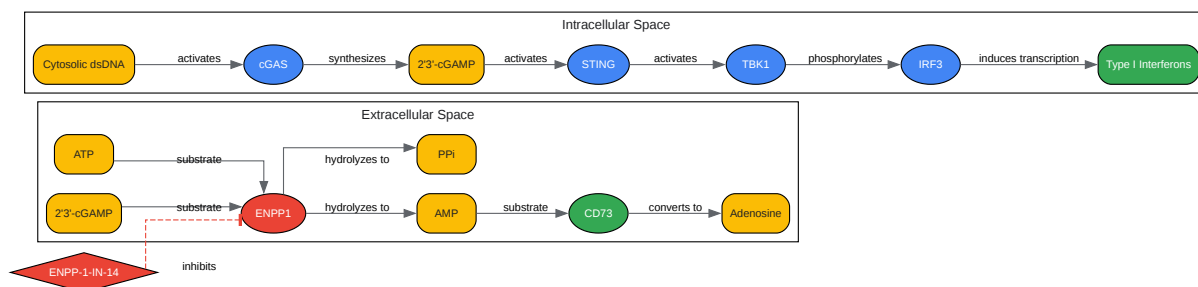 Intracellular Space
Cytosolic dsDNA
activates
cGAS
synthesizes
2'3'-cGAMP
activates
STING
activates
TBK1
phosphorylates
IRF3
induces transcription
Type I Interferons
Extracellular Space
ATP
substrate
hydrolyzes to
PPi
2'3'-cGAMP
substrate
ENPP1
hydrolyzes to
AMP
substrate
CD73
converts to
Adenosine
ENPP-1-IN-14
inhibits